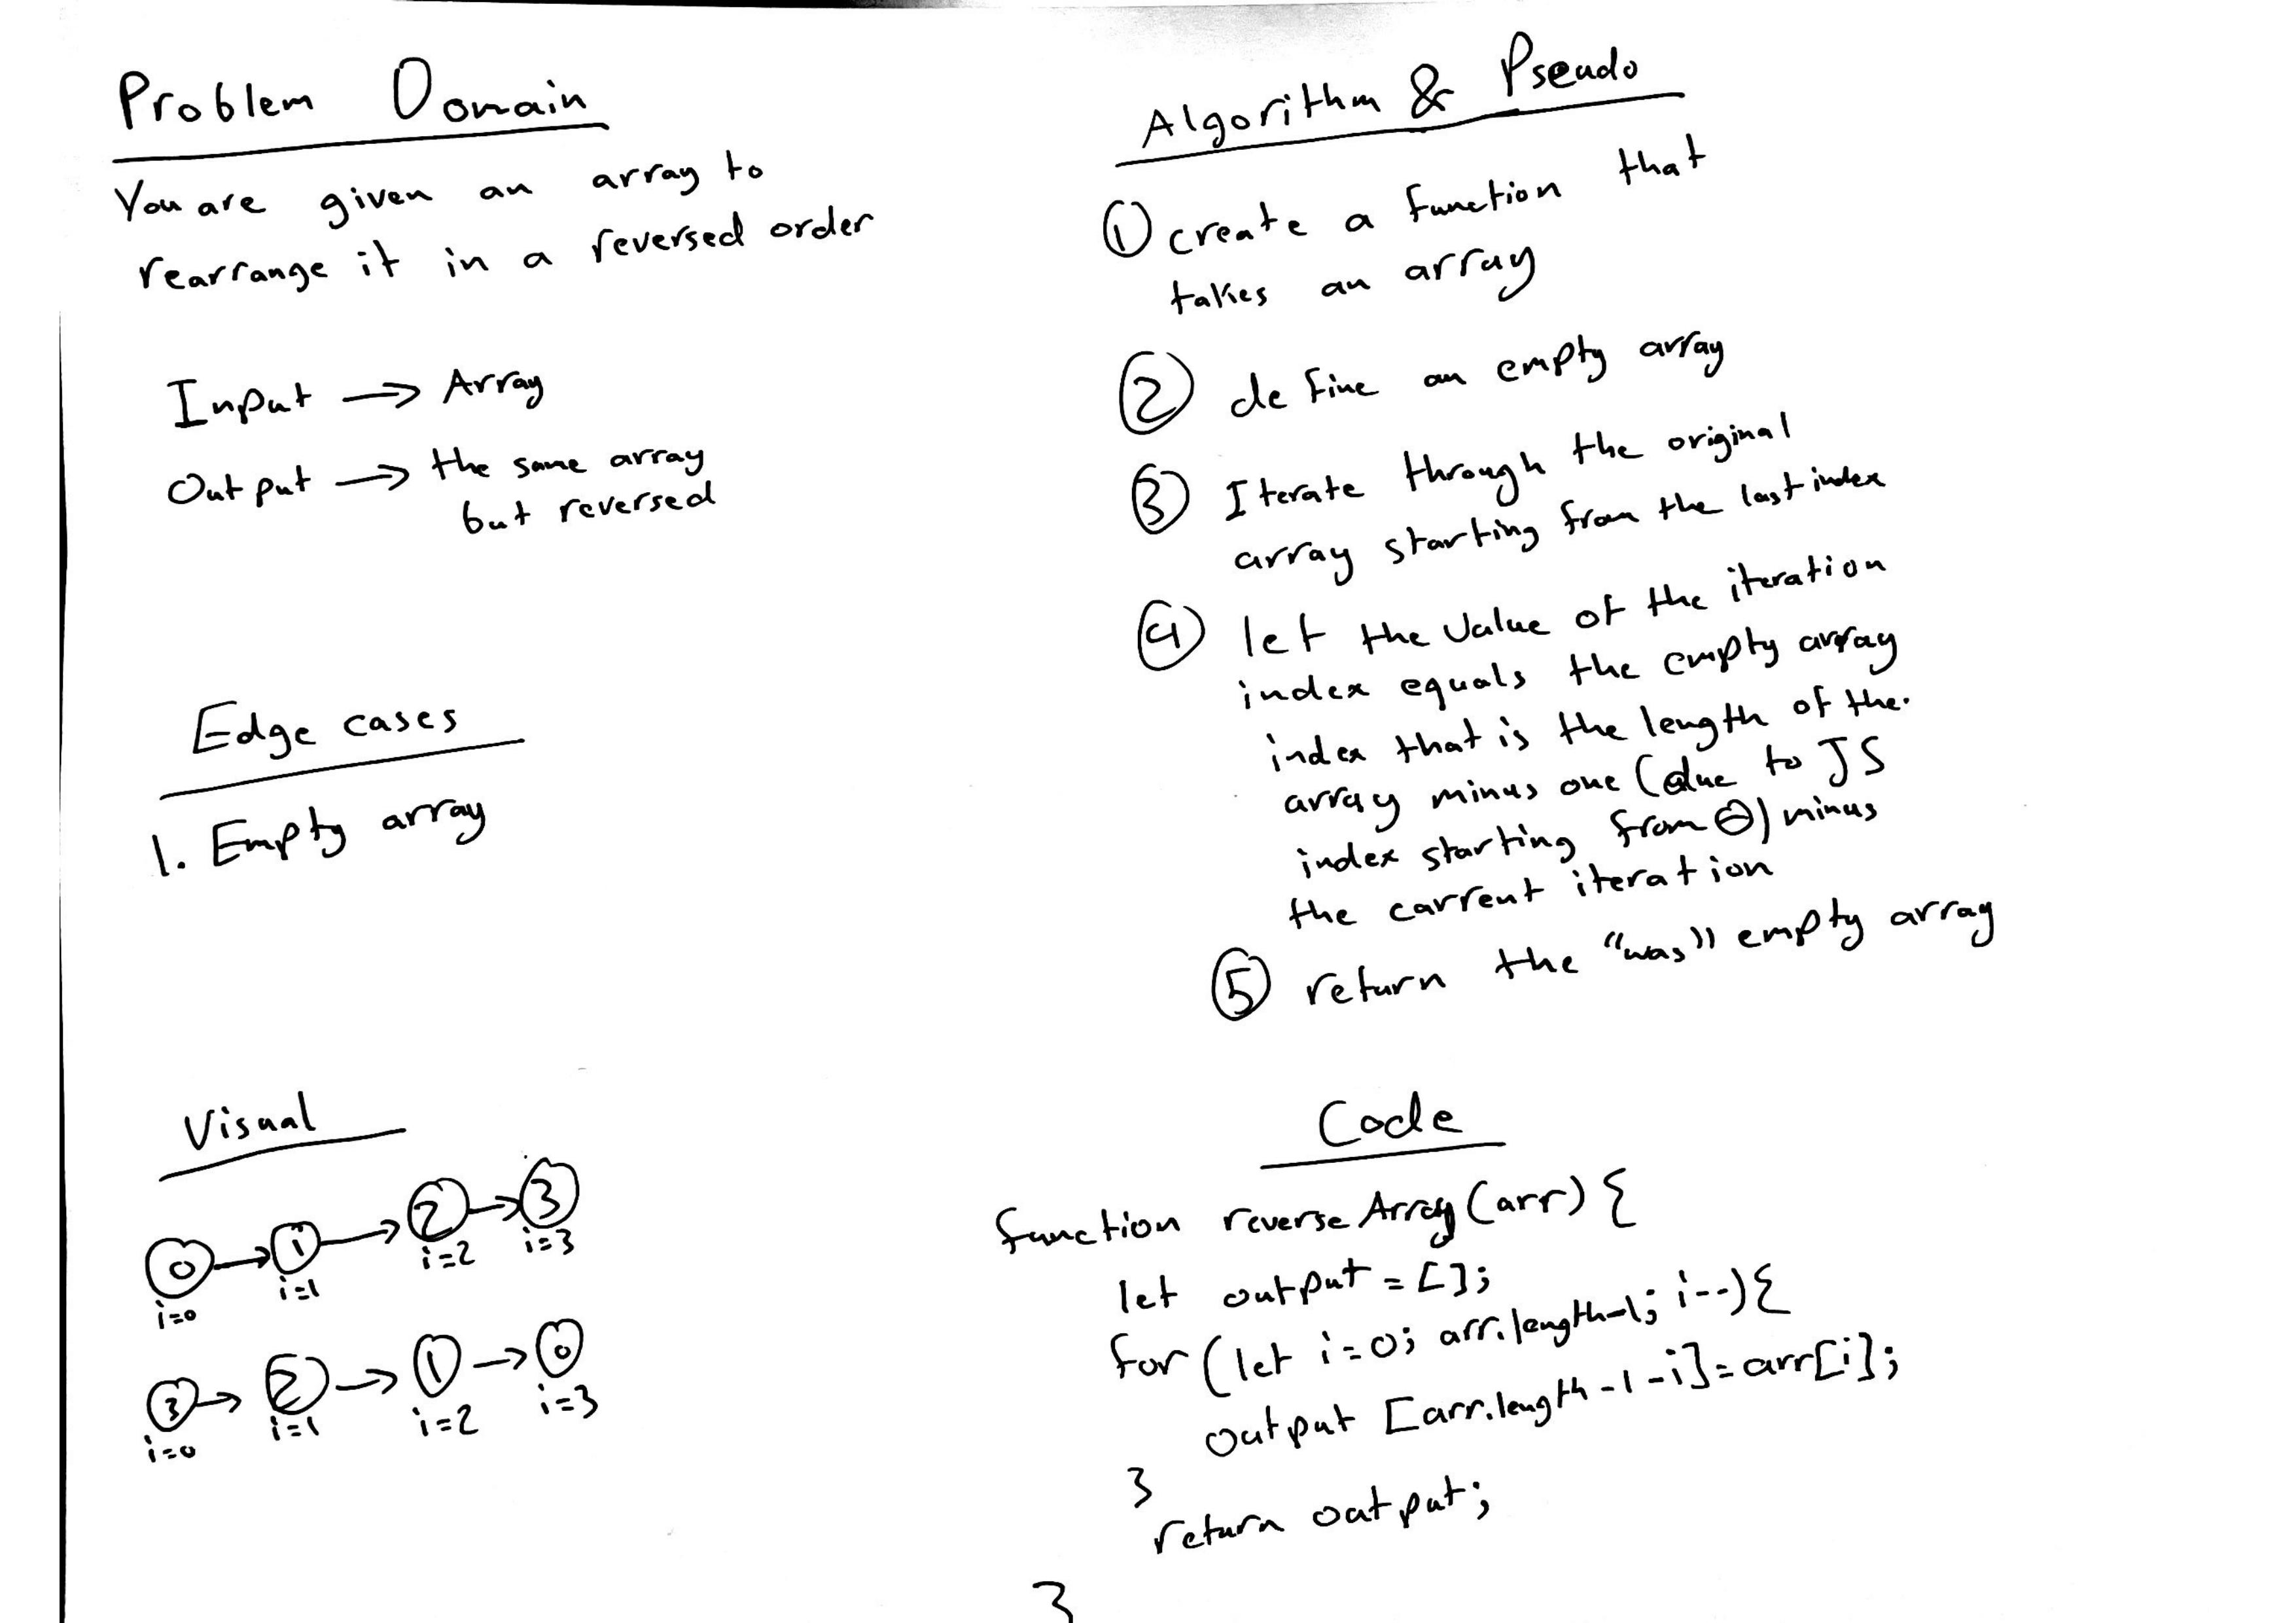 Problem Domain
You are given an array to
rearrange it in a reversed order
Input → Array
Output → the same array
but reversed
Edge cases
1. Empty array
Visual
0 → 1 → 2 → 3
i=0 i=1 i=2 i=3
3 → 2 → 1 → 0
i=0 i=1 i=2 i=3
Algorithm & Pseudo
① create a function that
takes an array
② define an empty array
③ Iterate through the original
array starting from the last index
④ let the value of the iteration
index equals the empty array
index that is the length of the
array minus one (due to JS
index starting from 0) minus
the current iteration
⑤ return the "was" empty array
Code
function reverseArray(arr) {
let output = [];
for (let i=0; arr.length-1; i--){
output [arr.length-1-i]=arr[i];
}
return output;
}